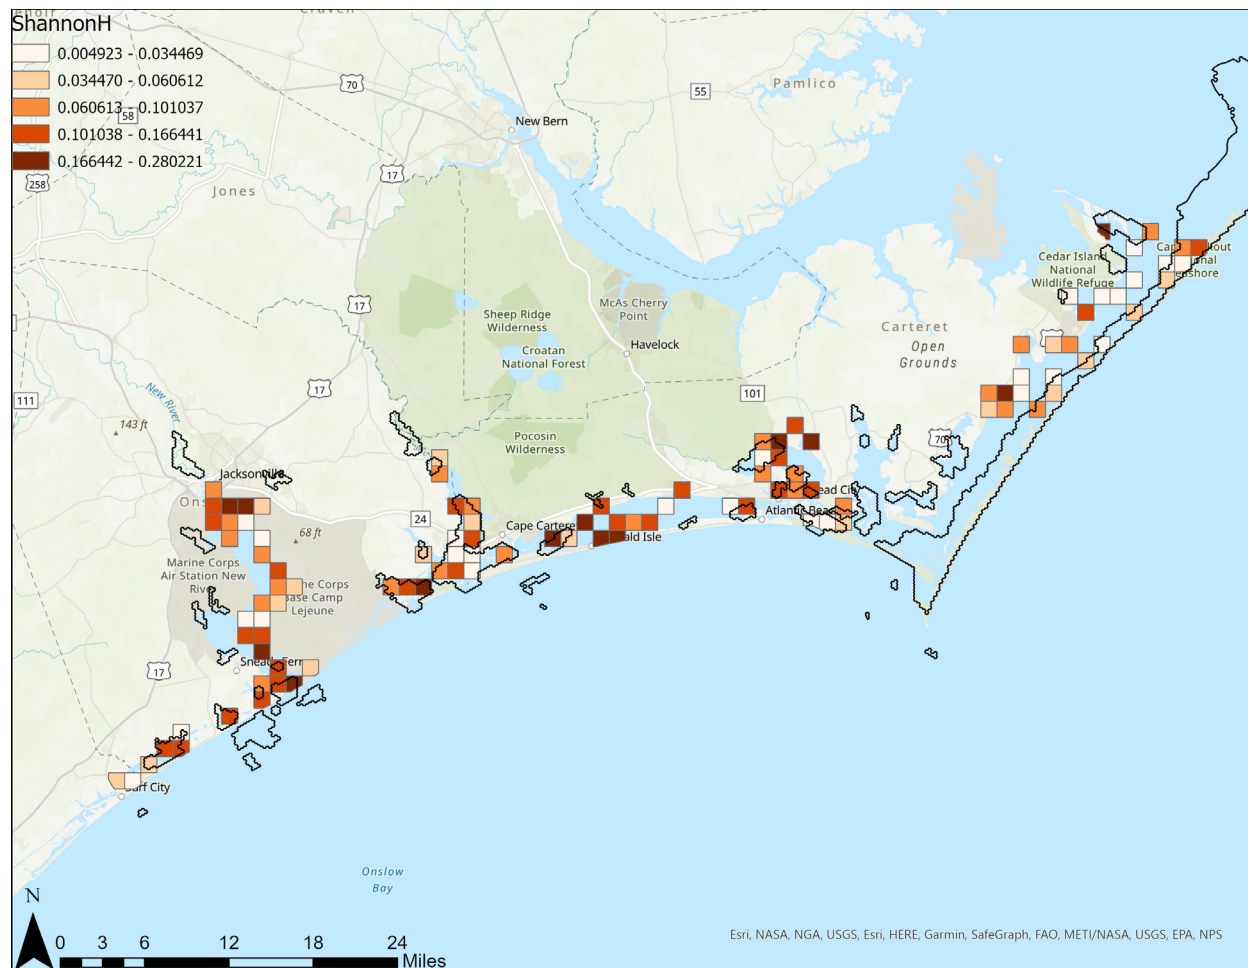 ShannonH
0.004923 - 0.034469
0.034470 - 0.060612
0.060613 - 0.101037
0.101038 - 0.166441
0.166442 - 0.280221
Craven
70
55
Pamlico
58
New Bern
17
258
Jones
Cedar Island
National
Wildlife Refuge
17
McAs Cherry
Point
Sheep Ridge
Wilderness
Carteret
Open
Grounds
Havelock
Croatan
National Forest
17
101
111
New River
143 ft
Pocosin
Wilderness
70
Jacksonville
24
Cape Cartere
68 ft
Marine Corps
Air Station New
River
Base Camp
Lejeune
17
Surf City
Onslow
Bay
N
0 3 6 12 18 24
Miles
Esri, NASA, NGA, USGS, Esri, HERE, Garmin, SafeGraph, FAO, METI/NASA, USGS, EPA, NPS